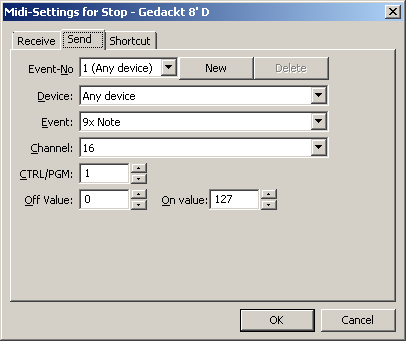 Midi-Settings for Stop - Gedackt 8' D
Receive Send Shortcut
Event-No 1 (Any device) New Delete
Device: Any device
Event: 9x Note
Channel: 16
CTRL/PGM: 1
Off Value: 0 On value: 127
OK Cancel